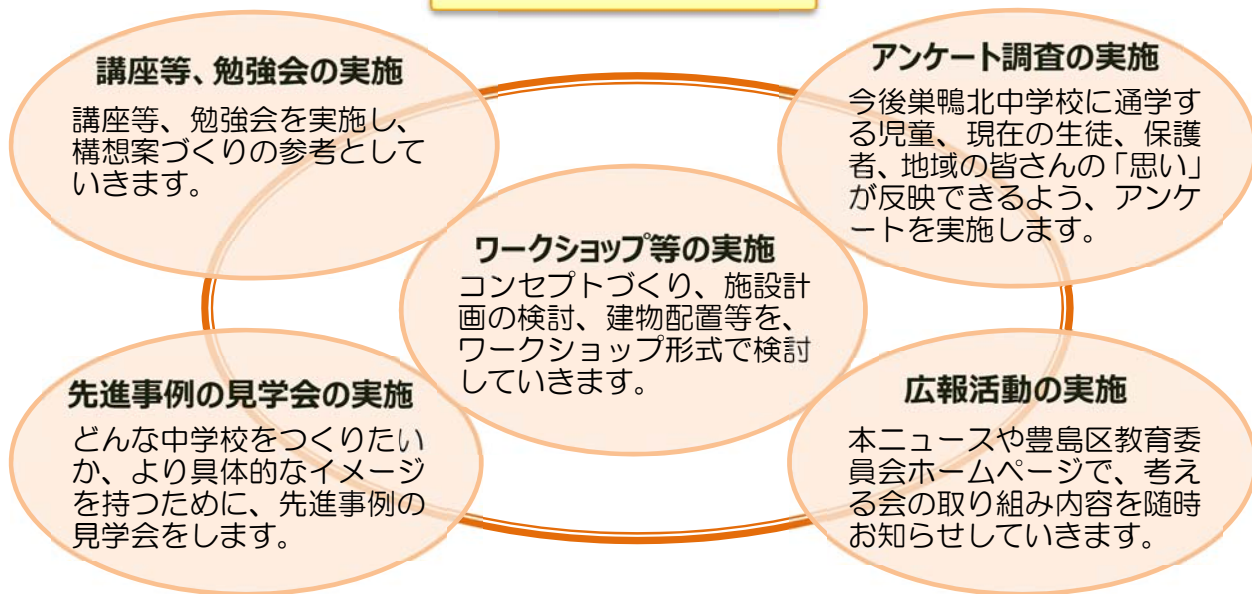 講座等、勉強会の実施
講座等、勉強会を実施し、
構想案づくりの参考として
いきます。
アンケート調査の実施
今後巣鴨北中学校に通学す
る児童、現在の生徒、保護
者、地域の皆さんの「思い」
が反映できるよう、アンケ
ートを実施します。
ワークショップ等の実施
コンセプトづくり、施設計
画の検討、建物配置等を、
ワークショップ形式で検討
していきます。
先進事例の見学会の実施
どんな中学校をつくりたい
か、より具体的なイメージ
を持つために、先進事例の
見学会をします。
広報活動の実施
本ニュースや豊島区教育委
員会ホームページで、考え
る会の取り組み内容を随時
お知らせしていきます。